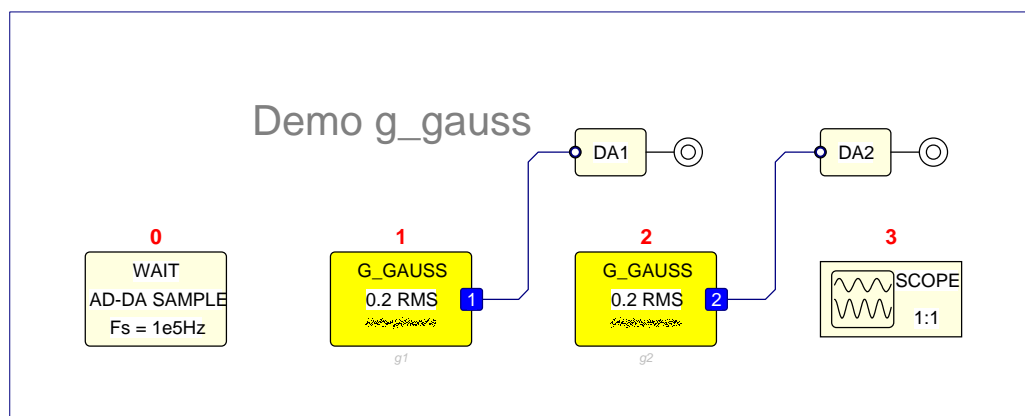 Demo g_gauss
DA1
DA2
0
1
2
3
WAIT
AD-DA SAMPLE
Fs = 1e5Hz
G_GAUSS
0.2 RMS
1
g1
G_GAUSS
0.2 RMS
2
g2
SCOPE
1:1